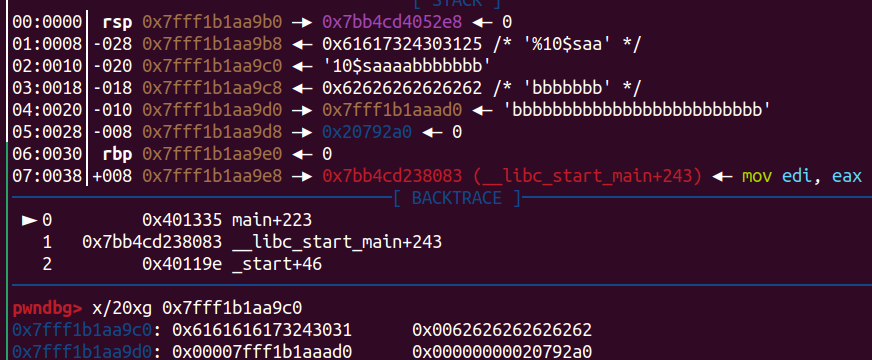 [ STACK ]
00:0000│ rsp 0x7fff1b1aa9b0 —▸ 0x7bb4cd4052e8 ◂— 0
01:0008│-028 0x7fff1b1aa9b8 ◂— 0x61617324303125 /* '%10$saa' */
02:0010│-020 0x7fff1b1aa9c0 ◂— '10$saaaabbbbbbb'
03:0018│-018 0x7fff1b1aa9c8 ◂— 0x62626262626262 /* 'bbbbbbb' */
04:0020│-010 0x7fff1b1aa9d0 —▸ 0x7fff1b1aaad0 ◂— 'bbbbbbbbbbbbbbbbbbbbbbbbb'
05:0028│-008 0x7fff1b1aa9d8 —▸ 0x20792a0 ◂— 0
06:0030│ rbp 0x7fff1b1aa9e0 ◂— 0
07:0038│+008 0x7fff1b1aa9e8 —▸ 0x7bb4cd238083 (__libc_start_main+243) ◂— mov edi, eax
[ BACKTRACE ]
► 0 0x401335 main+223
1 0x7bb4cd238083 __libc_start_main+243
2 0x40119e _start+46
pwndbg> x/20xg 0x7fff1b1aa9c0
0x7fff1b1aa9c0: 0x6161616173243031 0x0062626262626262
0x7fff1b1aa9d0: 0x00007fff1b1aaad0 0x00000000020792a0